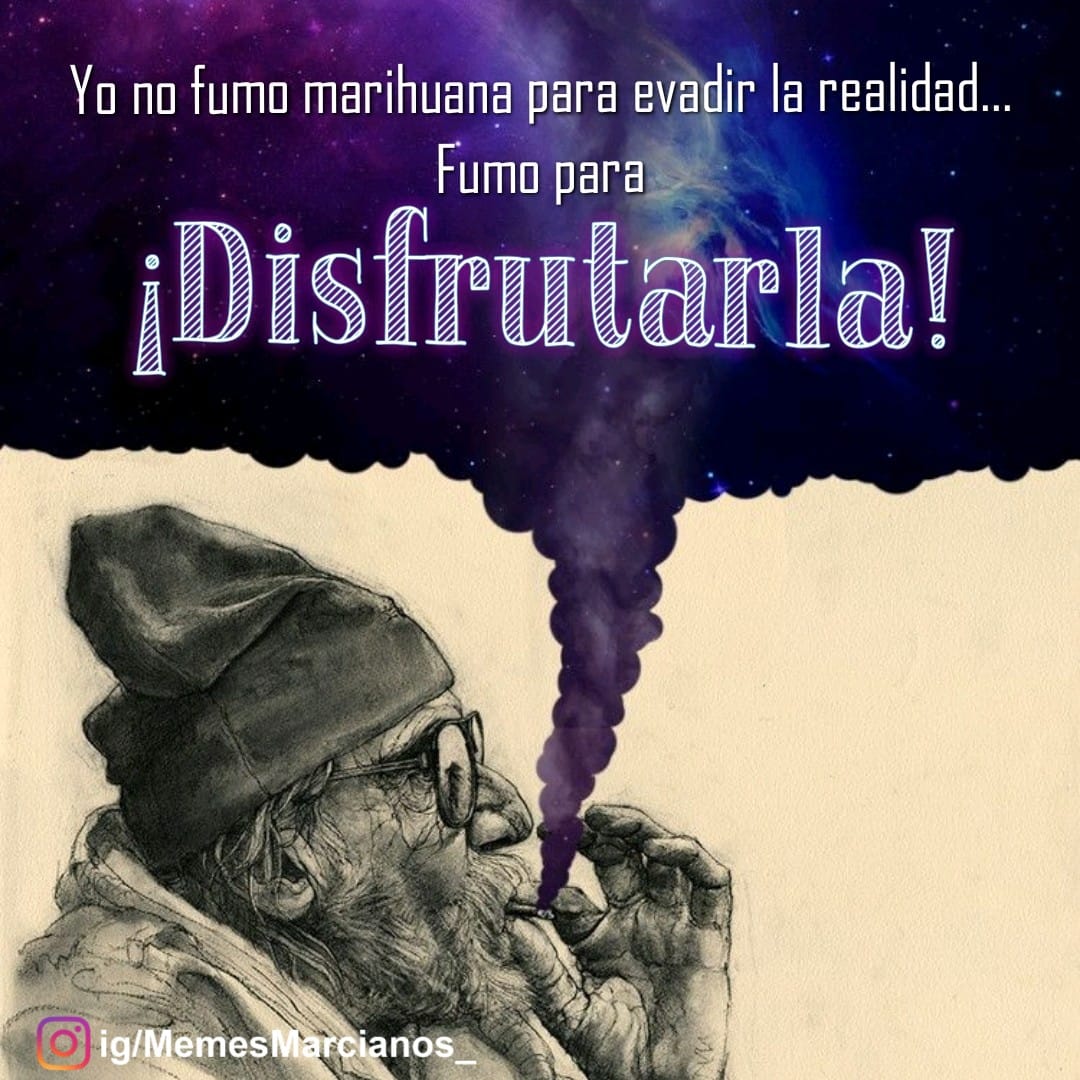 Yo no fumo marihuana para evadir la realidad...
Fumo para
¡Disfrutarla!
ig/MemesMarcianos_